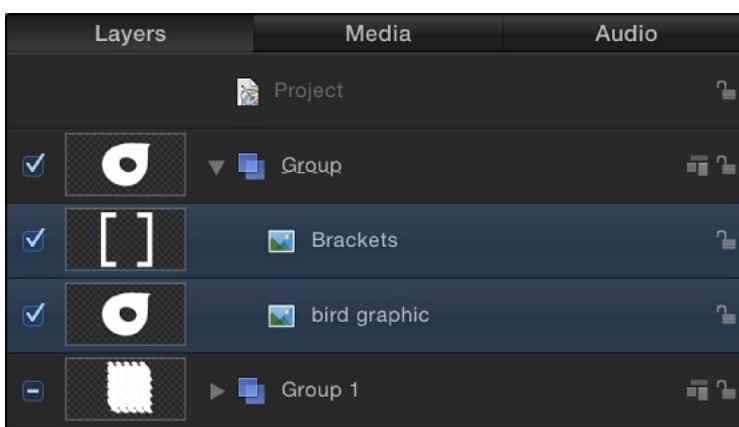 Layers Media Audio
Project
Group
Brackets
bird graphic
Group 1